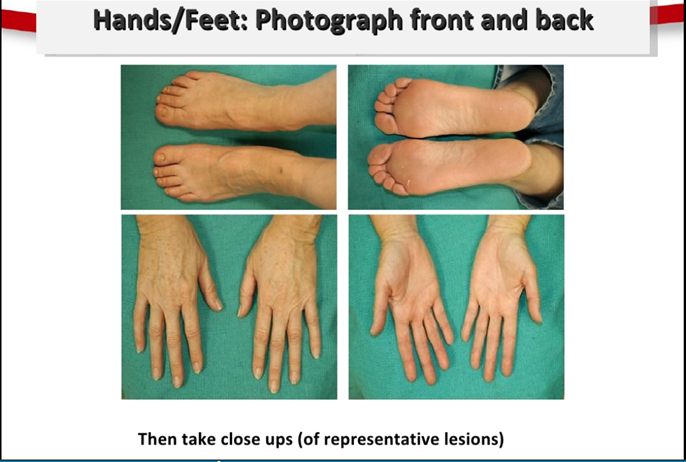 Hands/Feet: Photograph front and back
Then take close ups (of representative lesions)